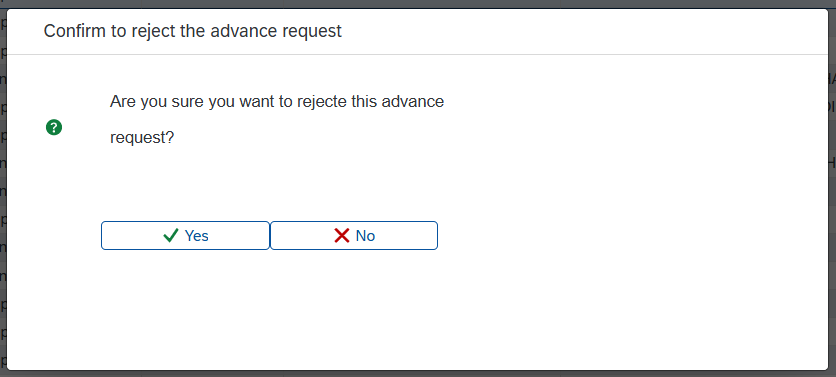 Confirm to reject the advance request
Are you sure you want to rejecte this advance
request?
Yes
No